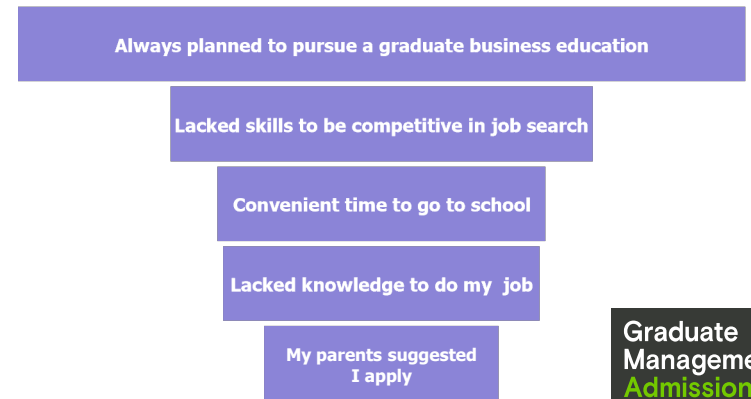 Always planned to pursue a graduate business education
Lacked skills to be competitive in job search
Convenient time to go to school
Lacked knowledge to do my job
My parents suggested
I apply
Graduate
Manageme
Admission